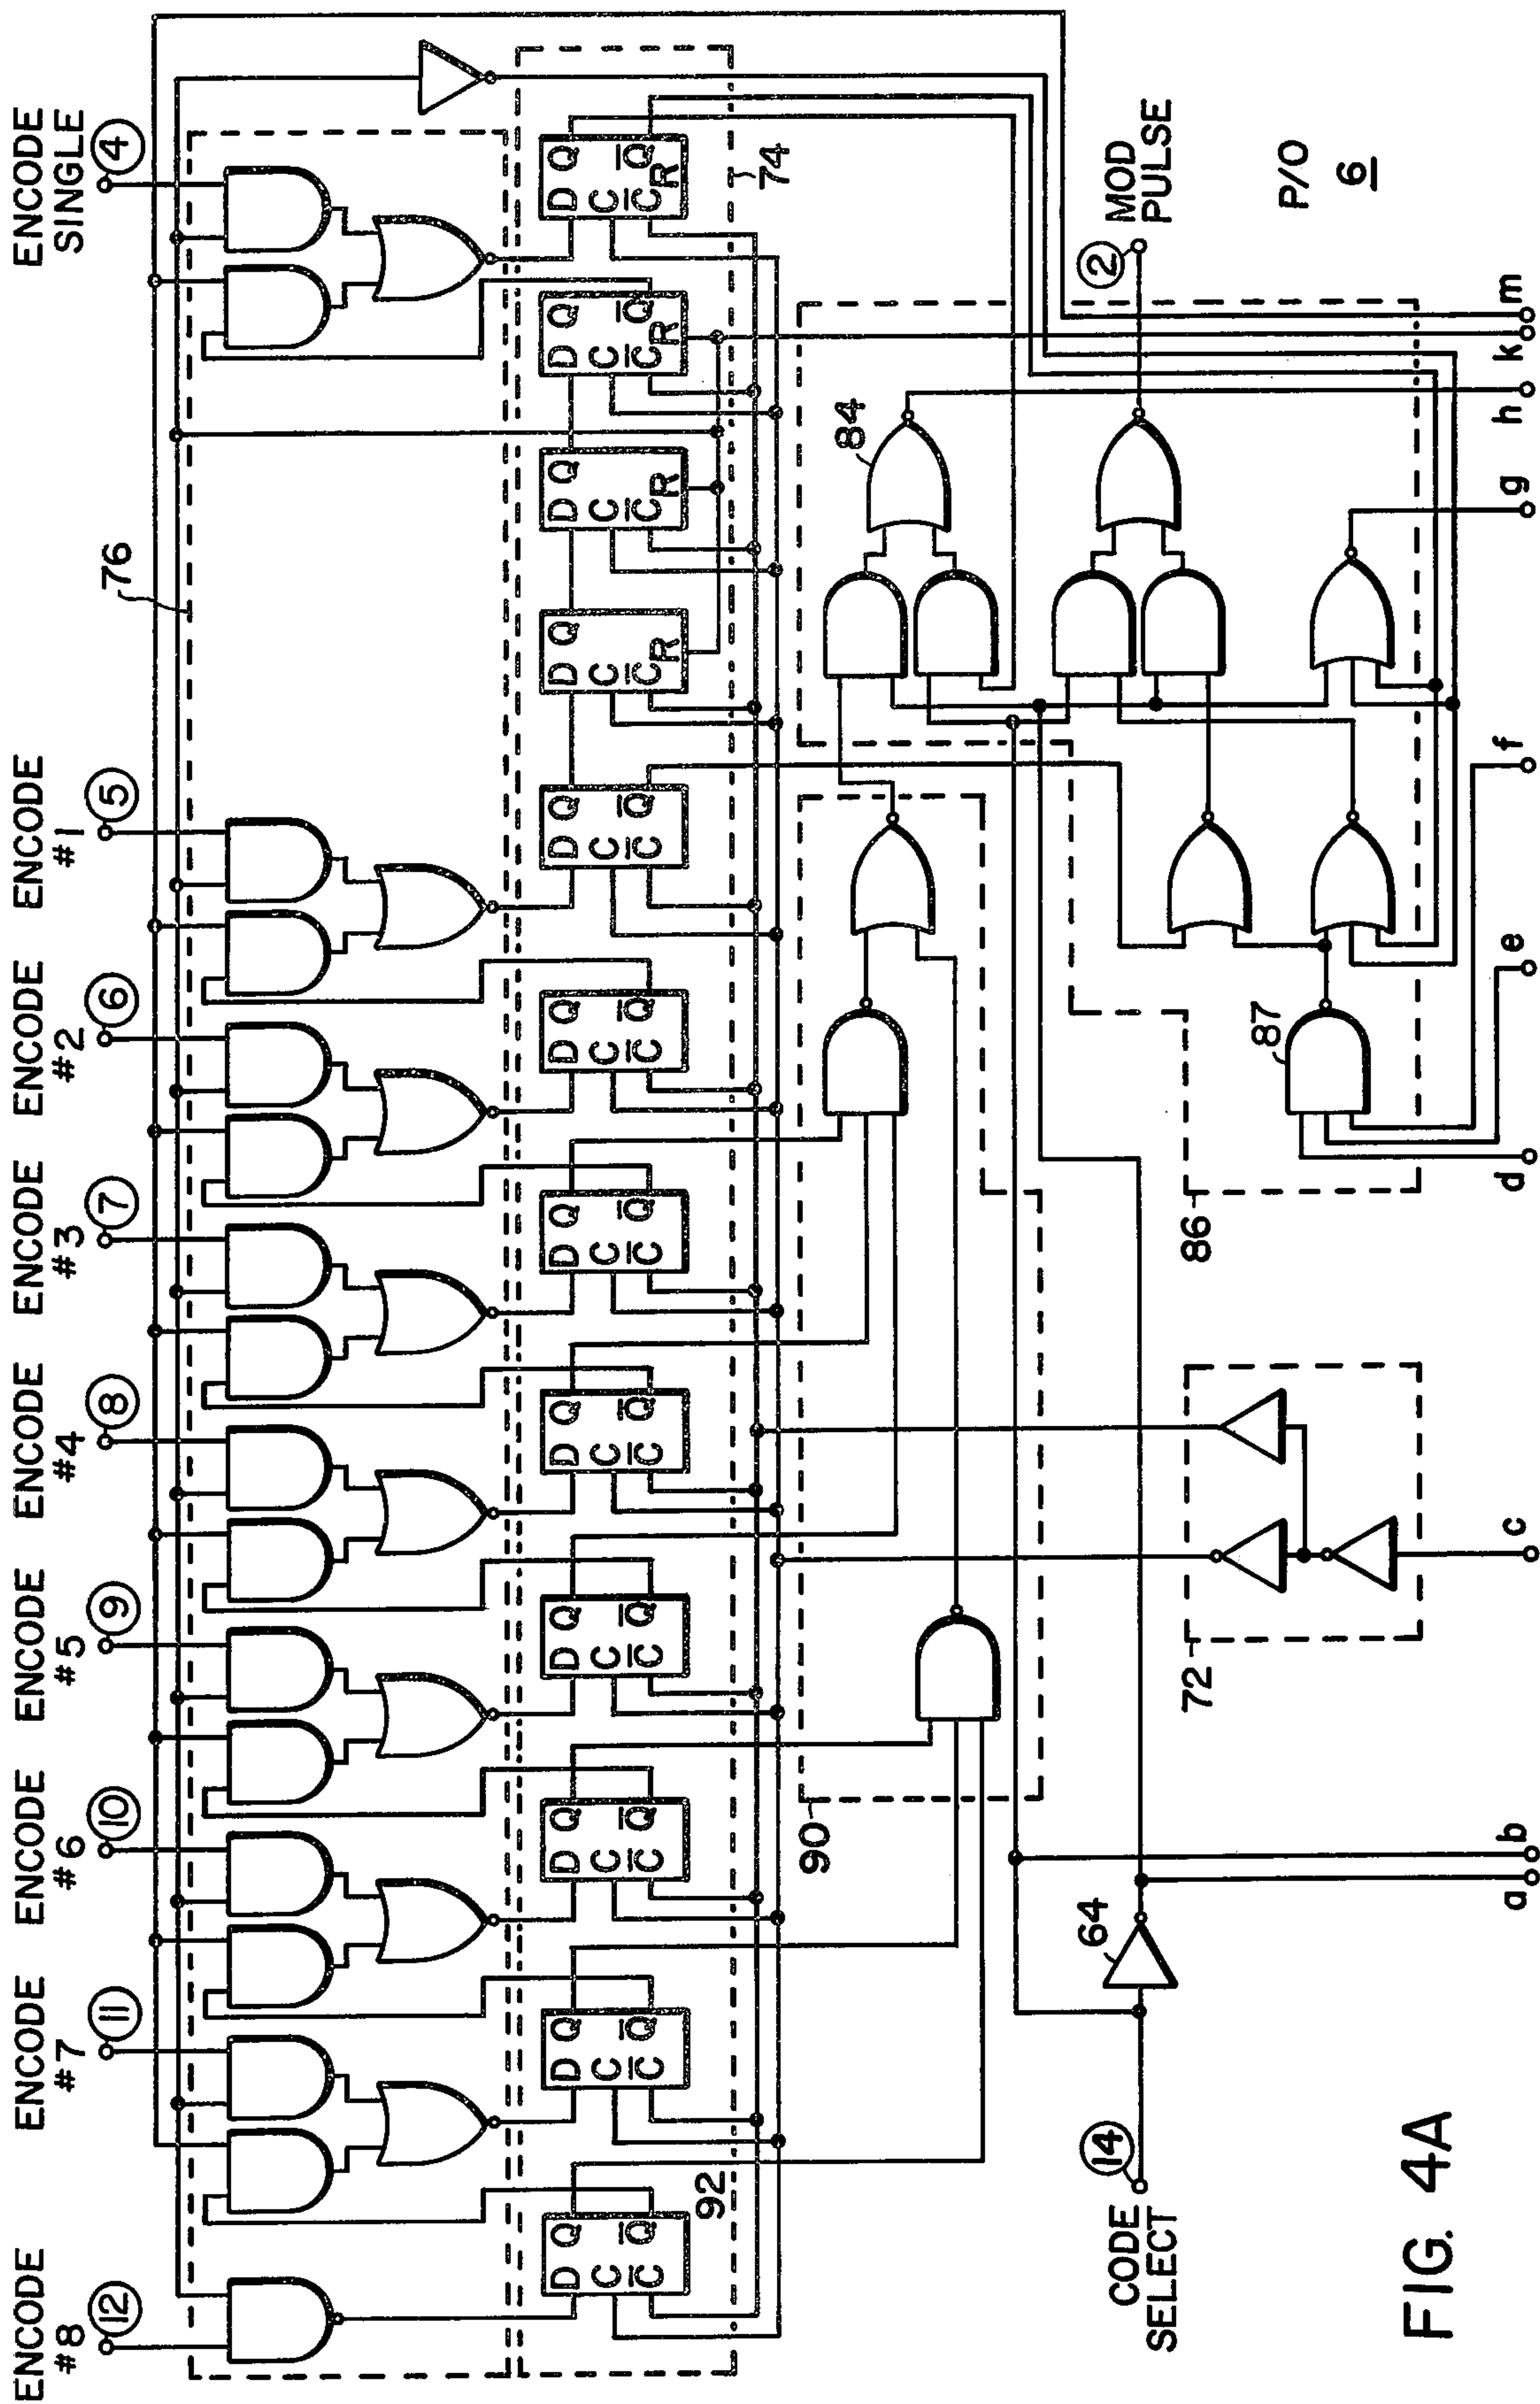 ENCODE #8
ENCODE #7
ENCODE #6
ENCODE #5
ENCODE #4
ENCODE #3
ENCODE #2
ENCODE #1
ENCODE SINGLE
12
11
10
9
8
7
6
5
4
76
D Q C C̅ Q̅
D Q C C̅ Q̅
D Q C C̅ Q̅
D Q C C̅ Q̅
D Q C C̅ Q̅
D Q C C̅ Q̅
D Q C C̅ Q̅
D Q C C̅ Q̅
D Q C C̅ R
D Q C C̅ R
D Q C C̅ Q̅ R
D Q C C̅ Q̅ R
92
74
90
84
14
CODE
SELECT
64
72
86
87
2
MOD
PULSE
P/O
6
a b c d e f g h k m
FIG. 4A